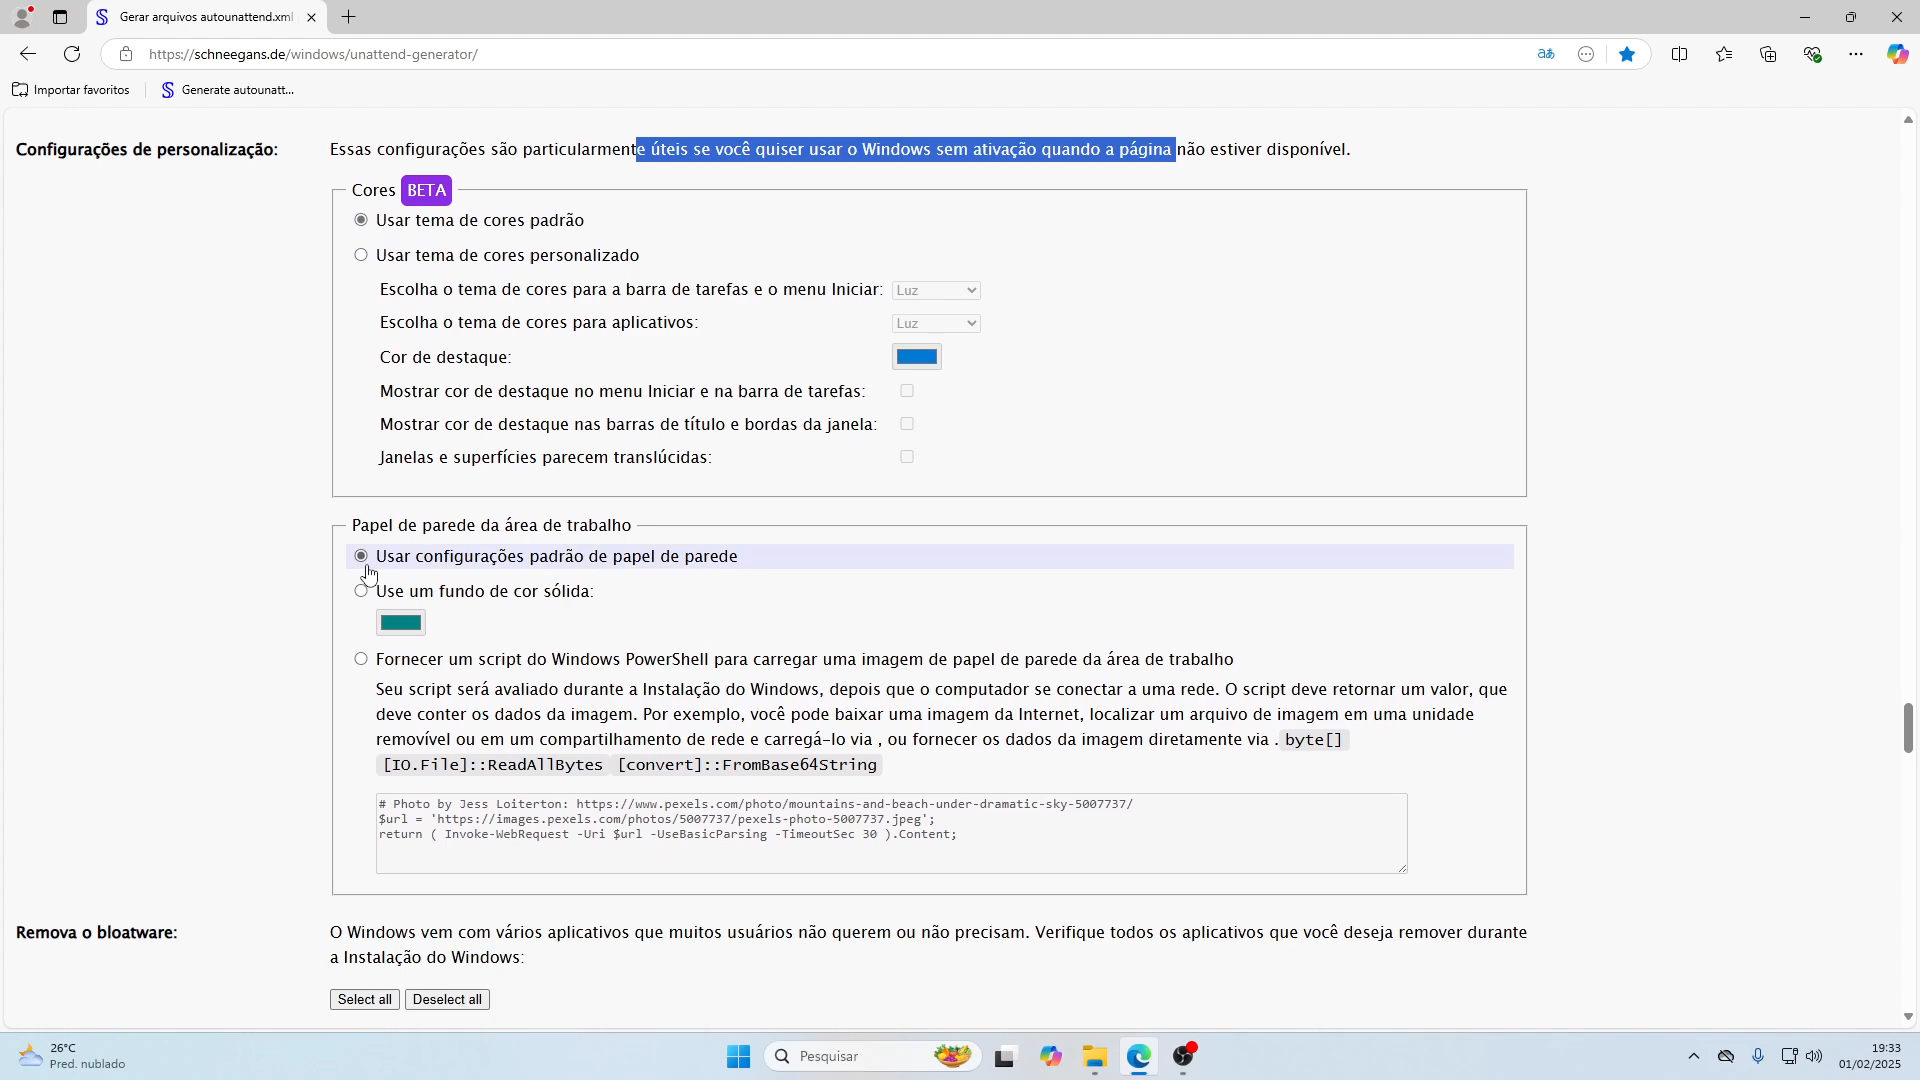 Gerar arquivos autounattend.xml
https://schneegans.de/windows/unattend-generator/
Importar favoritos
Generate autounatt...
Configurações de personalização:
Essas configurações são particularmente úteis se você quiser usar o Windows sem ativação quando a página não estiver disponível.
Cores BETA
Usar tema de cores padrão
Usar tema de cores personalizado
Escolha o tema de cores para a barra de tarefas e o menu Iniciar: Luz
Escolha o tema de cores para aplicativos: Luz
Cor de destaque:
Mostrar cor de destaque no menu Iniciar e na barra de tarefas:
Mostrar cor de destaque nas barras de título e bordas da janela:
Janelas e superfícies parecem translúcidas:
Papel de parede da área de trabalho
Usar configurações padrão de papel de parede
Use um fundo de cor sólida:
Fornecer um script do Windows PowerShell para carregar uma imagem de papel de parede da área de trabalho
Seu script será avaliado durante a Instalação do Windows, depois que o computador se conectar a uma rede. O script deve retornar um valor, que
deve conter os dados da imagem. Por exemplo, você pode baixar uma imagem da Internet, localizar um arquivo de imagem em uma unidade
removível ou em um compartilhamento de rede e carregá-lo via , ou fornecer os dados da imagem diretamente via . byte[]
[IO.File]::ReadAllBytes [convert]::FromBase64String
# Photo by Jess Loiterton: https://www.pexels.com/photo/mountains-and-beach-under-dramatic-sky-5007737/
$url = 'https://images.pexels.com/photos/5007737/pexels-photo-5007737.jpeg';
return ( Invoke-WebRequest -Uri $url -UseBasicParsing -TimeoutSec 30 ).Content;
Remova o bloatware:
O Windows vem com vários aplicativos que muitos usuários não querem ou não precisam. Verifique todos os aplicativos que você deseja remover durante
a Instalação do Windows:
Select all
Deselect all
26°C
Pred. nublado
Pesquisar
19:33
01/02/2025